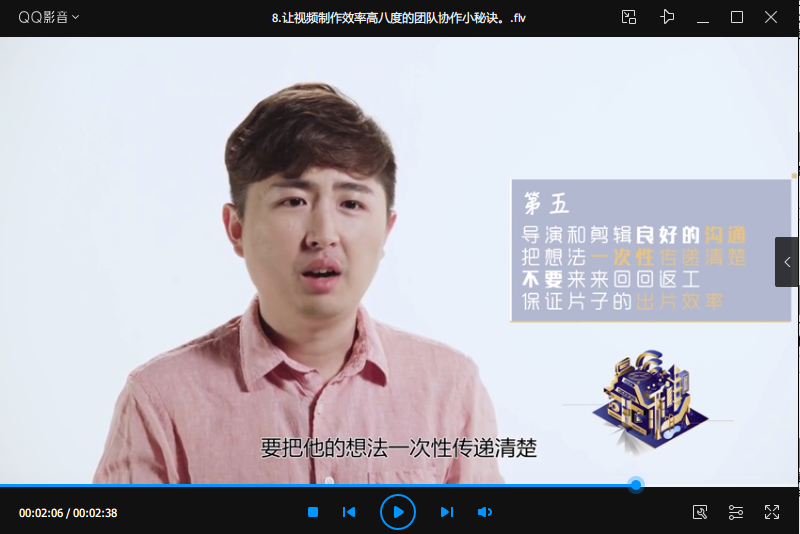 QQ影音
8.让视频制作效率高八度的团队协作小秘诀。.flv
第五
导演和剪辑良好的沟通
把想法一次性传递清楚
不要来来回回返工
保证片子的出片效率
要把他的想法一次性传递清楚
00:02:06 / 00:02:38